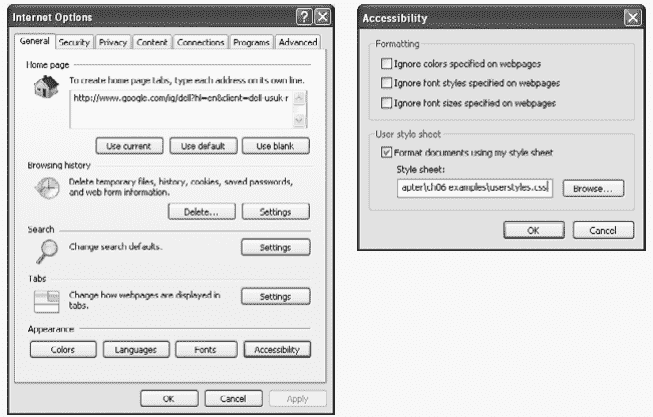 Internet Options
General Security Privacy Content Connections Programs Advanced
Home page
To create home page tabs, type each address on its own line.
http://www.google.com/ig/dell?hl=en&client=dell-usuk-r
Use current Use default Use blank
Browsing history
Delete temporary files, history, cookies, saved passwords,
and web form information.
Delete... Settings
Search
Change search defaults. Settings
Tabs
Change how webpages are displayed in
tabs.
Settings
Appearance
Colors Languages Fonts Accessibility
OK Cancel Apply
Accessibility
Formatting
Ignore colors specified on webpages
Ignore font styles specified on webpages
Ignore font sizes specified on webpages
User style sheet
Format documents using my style sheet
Style sheet:
apter\ch06 examples\userstyles.css Browse...
OK Cancel